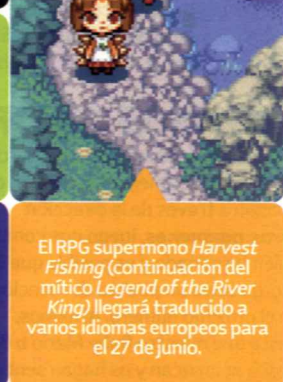 El RPG supermono Harvest
Fishing (continuación del
mítico Legend of the River
King) llegará traducido a
varios idiomas europeos para
el 27 de junio.